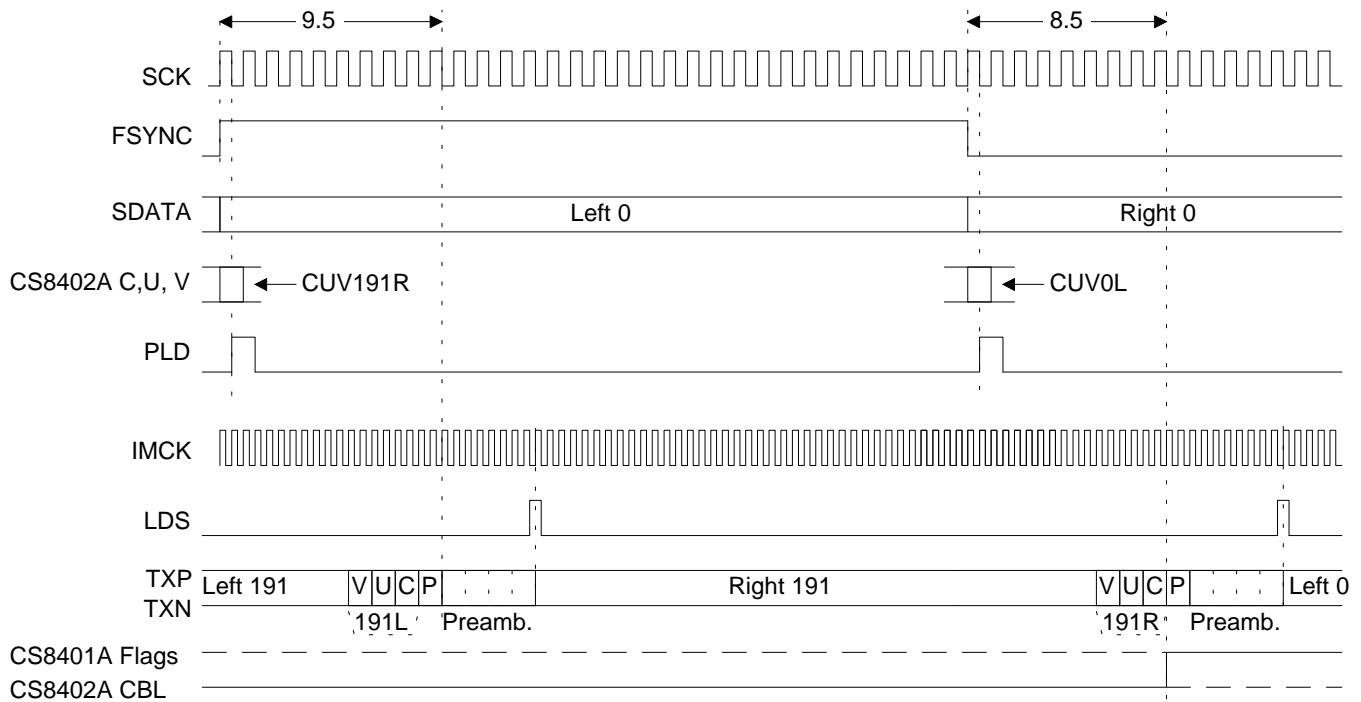 9.5
8.5
SCK
FSYNC
SDATA
Left 0
Right 0
CS8402A C,U, V
CUV191R
CUV0L
PLD
IMCK
LDS
TXP
TXN
Left 191
V U C P
Right 191
V U C P
Left 0
191L
Preamb.
191R
Preamb.
CS8401A Flags
CS8402A CBL